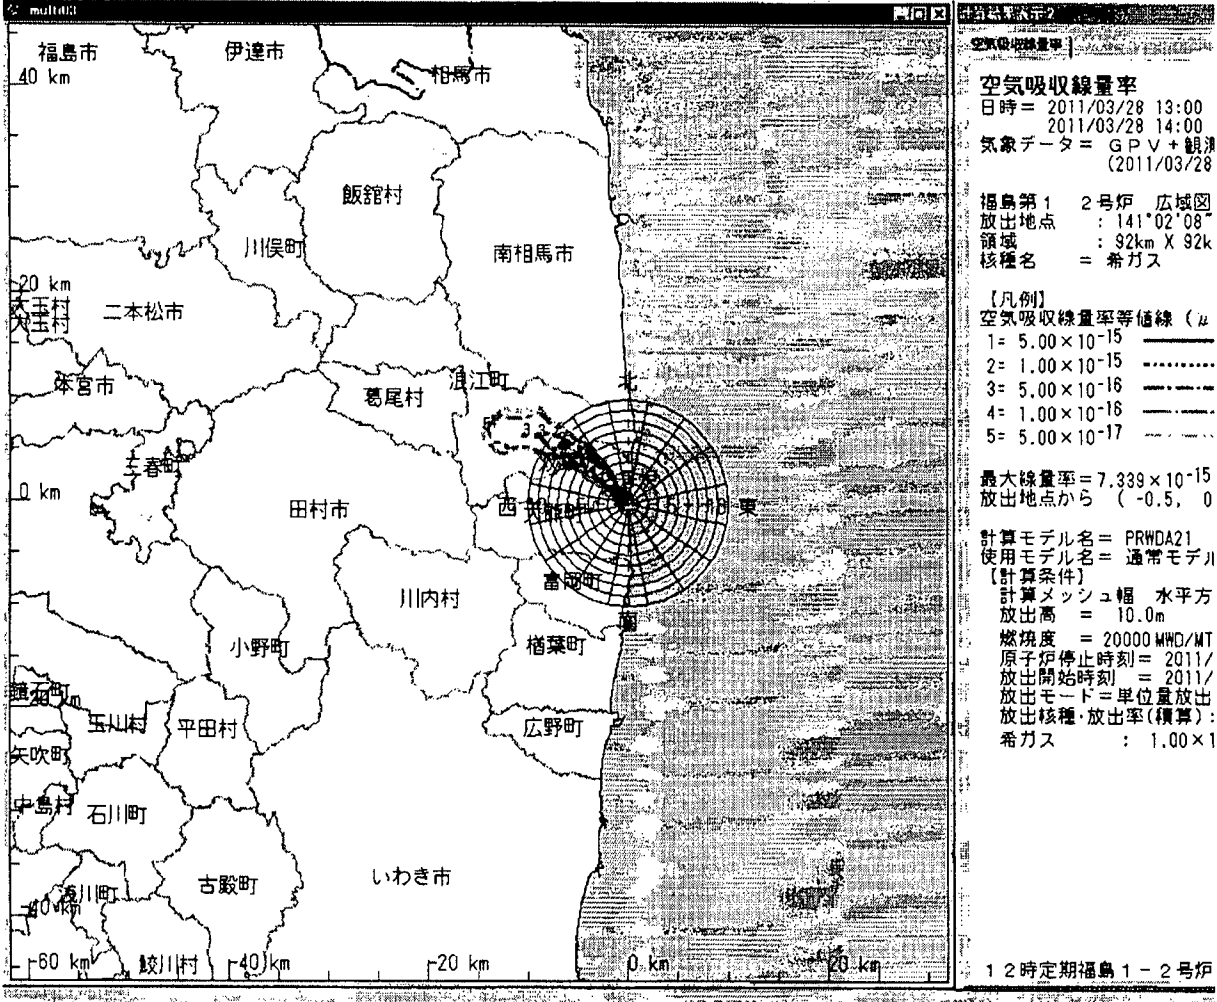 multi03
福島市
伊達市
相馬市
40 km
飯舘村
川俣町
南相馬市
20 km
大玉村
大玉村
二本松市
本宮市
葛尾村
浪江町
北
三春町
0 km
田村市
西
東
富岡町
川内村
南
小野町
楢葉町
鏡石町
玉川村
平田村
広野町
矢吹町
中島村
石川町
いわき市
古殿町
浅川町
-40 km
鮫川村
-60 km
-40 km
-20 km
0 km
20 km
空気吸収線量率
空気吸収線量率
日時= 2011/03/28 13:00
2011/03/28 14:00
気象データ= GPV+観測
(2011/03/28
福島第1 2号炉 広域図
放出地点 : 141°02'08"
領域 : 92km X 92k
核種名 = 希ガス
【凡例】
空気吸収線量率等値線 (μ
1= 5.00×10-15
2= 1.00×10-15
3= 5.00×10-16
4= 1.00×10-16
5= 5.00×10-17
最大線量率=7.339×10-15
放出地点から ( -0.5, 0
計算モデル名= PRWDA21
使用モデル名= 通常モデル
【計算条件】
計算メッシュ幅 水平方
放出高 = 10.0m
燃焼度 = 20000MWD/MT
原子炉停止時刻= 2011/
放出開始時刻 = 2011/
放出モード=単位量放出
放出核種・放出率(積算):
希ガス : 1.00×1
12時定期福島1-2号炉